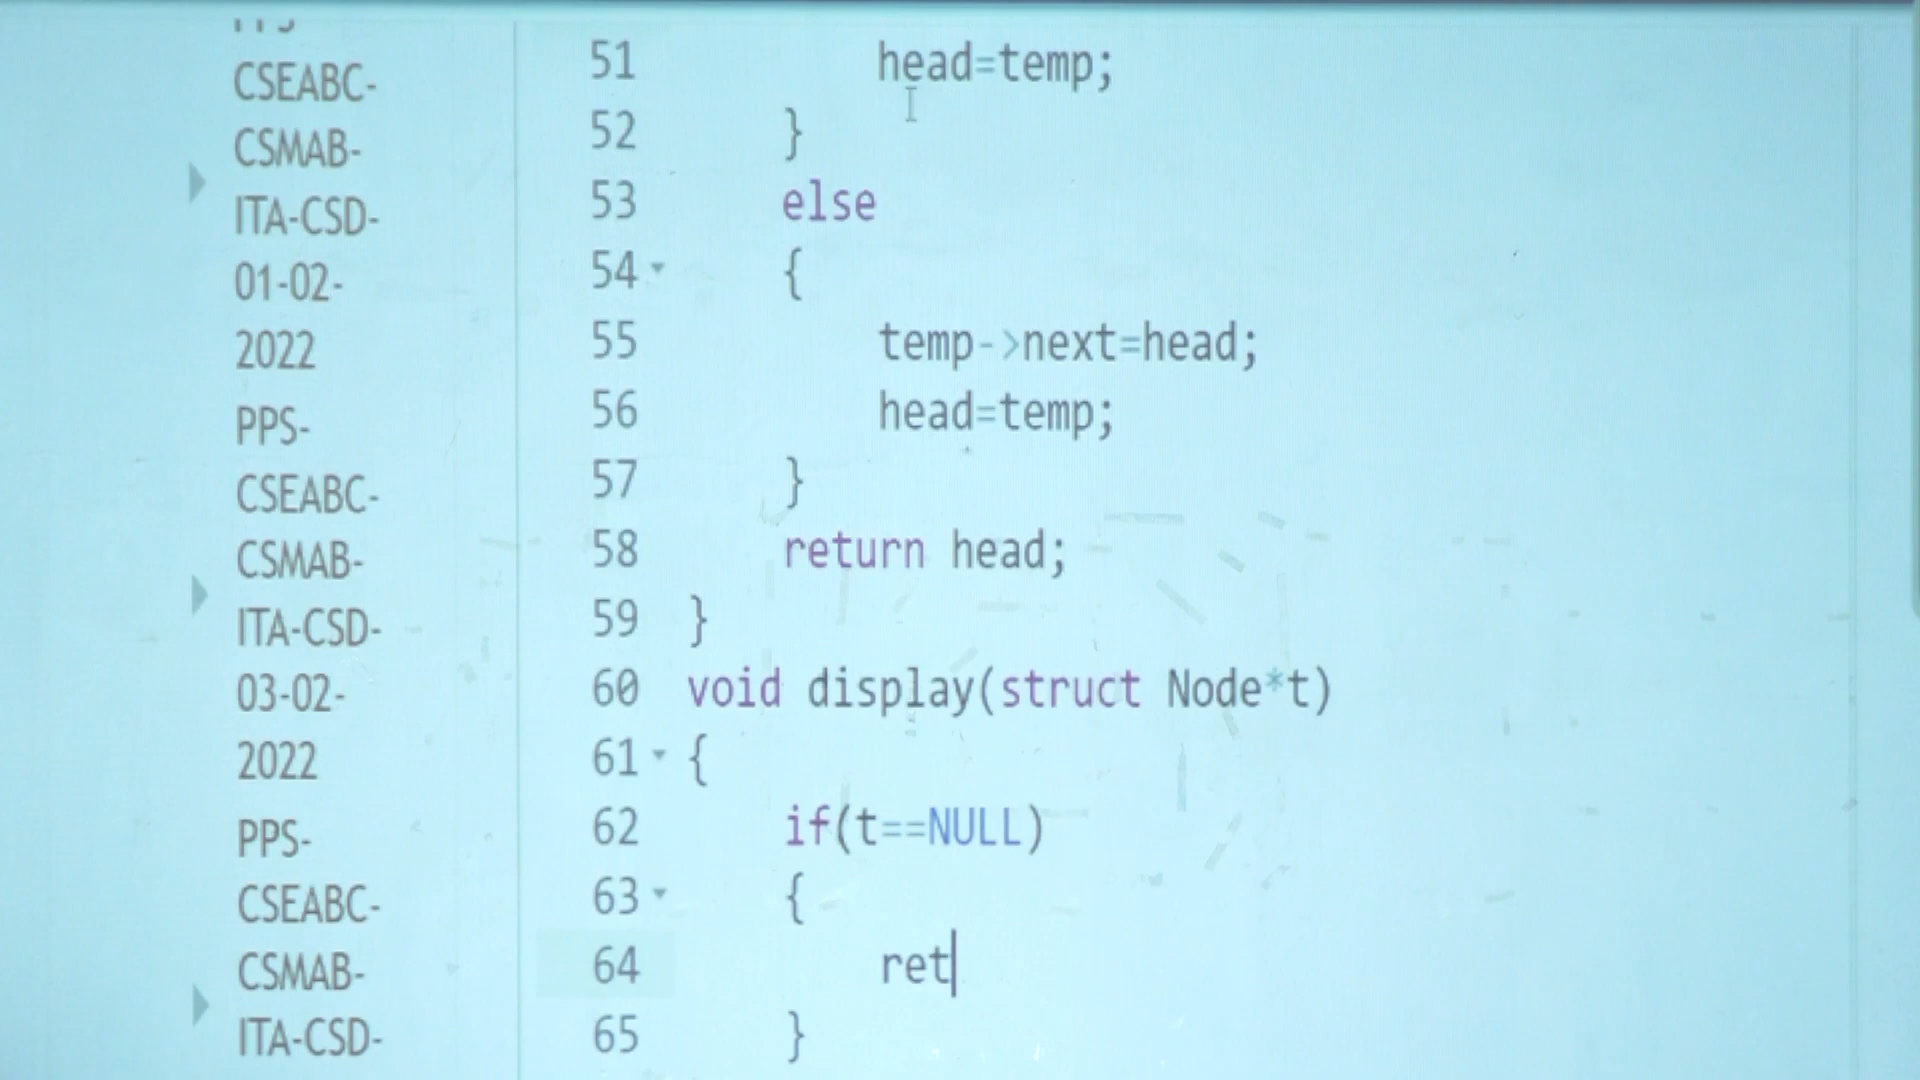 CSEABC-
CSMAB-
ITA-CSD-
01-02-
2022
PPS-
CSEABC-
CSMAB-
ITA-CSD-
03-02-
2022
PPS-
CSEABC-
CSMAB-
ITA-CSD-
51 head=temp;
52 }
53 else
54 {
55 temp->next=head;
56 head=temp;
57 }
58 return head;
59 }
60 void display(struct Node*t)
61 {
62 if(t==NULL)
63 {
64 ret
65 }